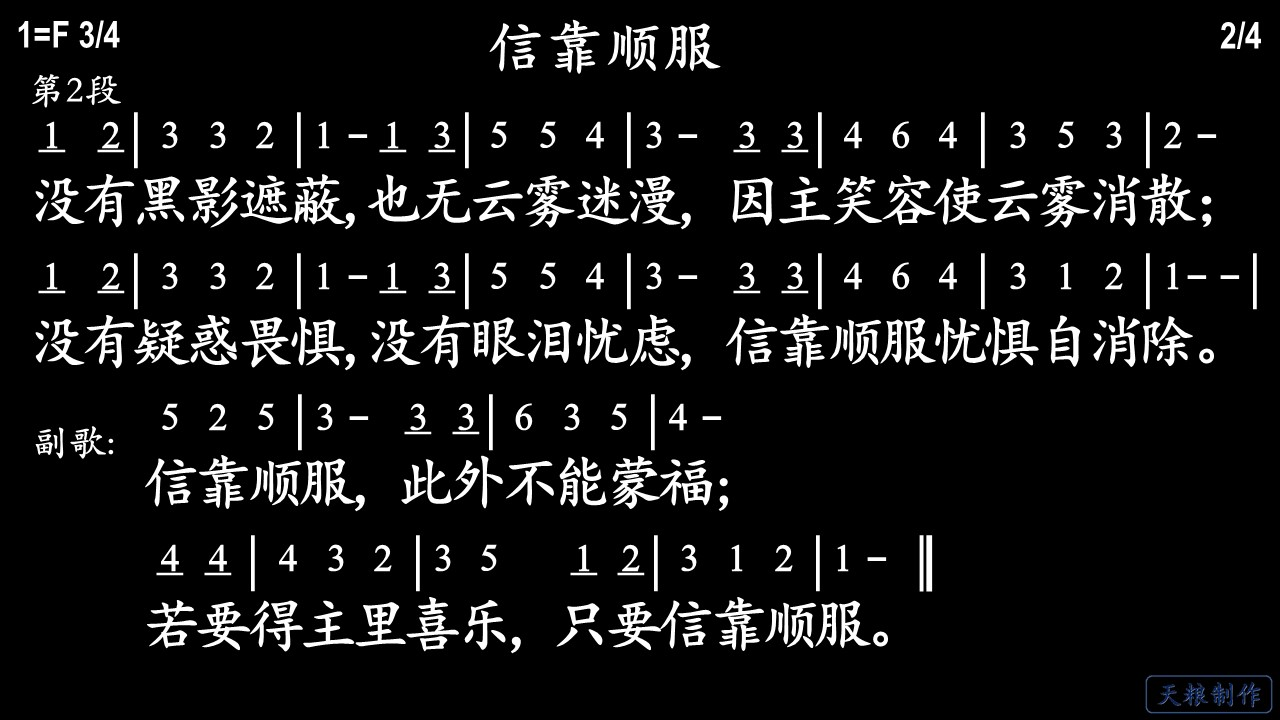 1=F 3/4 信靠顺服 2/4
第2段
1 2| 3 3 2|1 – 1 3| 5 5 4|3 – 3 3| 4 6 4| 3 5 3|2 –
没有黑影遮蔽,也无云雾迷漫, 因主笑容使云雾消散;
1 2| 3 3 2|1 – 1 3| 5 5 4|3 – 3 3| 4 6 4| 3 1 2|1 – – |
没有疑惑畏惧,没有眼泪忧虑, 信靠顺服忧惧自消除。
5 2 5|3 – 3 3| 6 3 5|4 –
副歌: 信靠顺服, 此外不能蒙福;
4 4| 4 3 2|3 5 1 2| 3 1 2|1 – ‖
若要得主里喜乐, 只要信靠顺服。
天粮制作